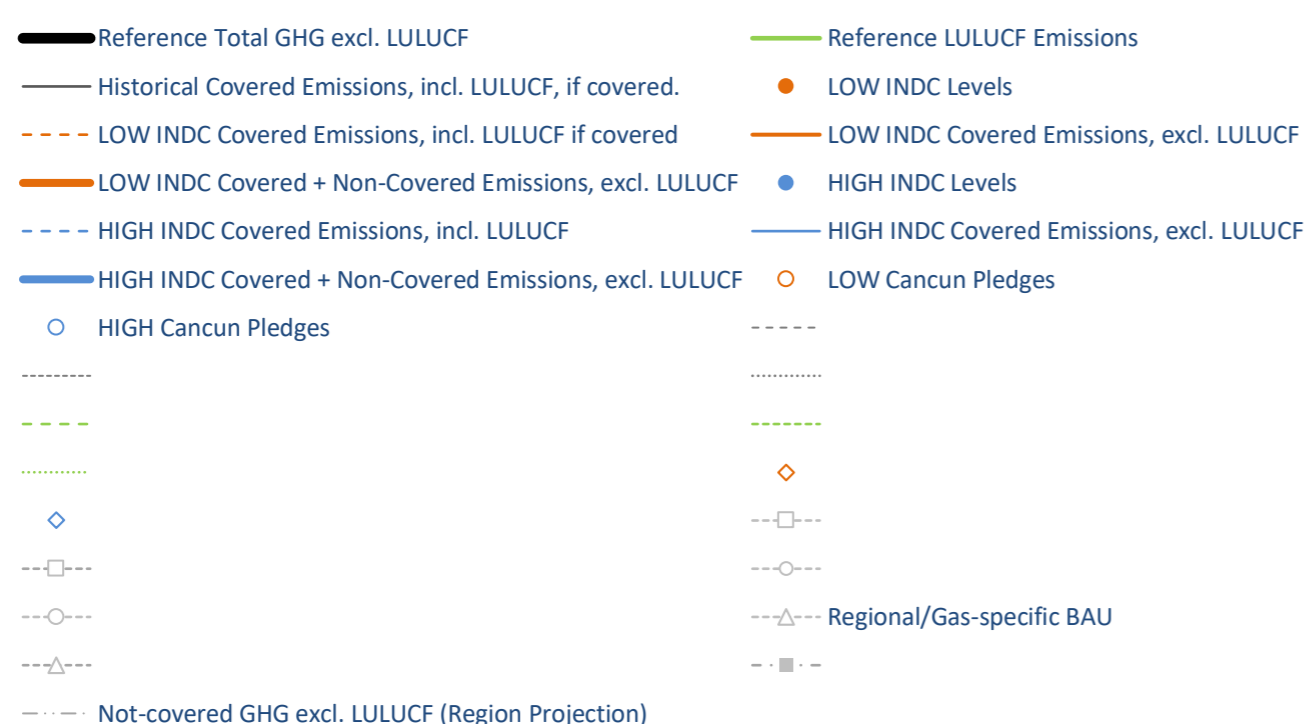 Reference Total GHG excl. LULUCF
Reference LULUCF Emissions
Historical Covered Emissions, incl. LULUCF, if covered.
LOW INDC Levels
LOW INDC Covered Emissions, incl. LULUCF if covered
LOW INDC Covered Emissions, excl. LULUCF
LOW INDC Covered + Non-Covered Emissions, excl. LULUCF
HIGH INDC Levels
HIGH INDC Covered Emissions, incl. LULUCF
HIGH INDC Covered Emissions, excl. LULUCF
HIGH INDC Covered + Non-Covered Emissions, excl. LULUCF
LOW Cancun Pledges
HIGH Cancun Pledges
Regional/Gas-specific BAU
Not-covered GHG excl. LULUCF (Region Projection)